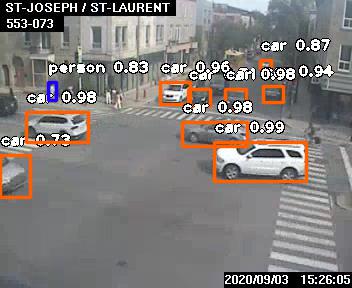 ST-JOSEPH / ST-LAURENT
553-073
car 0.87
person 0.83
car 0.96
car
car 0.98
0.94
car 0.98
car 0.98
car 0.99
car 0.73
2020/09/03 15:26:05